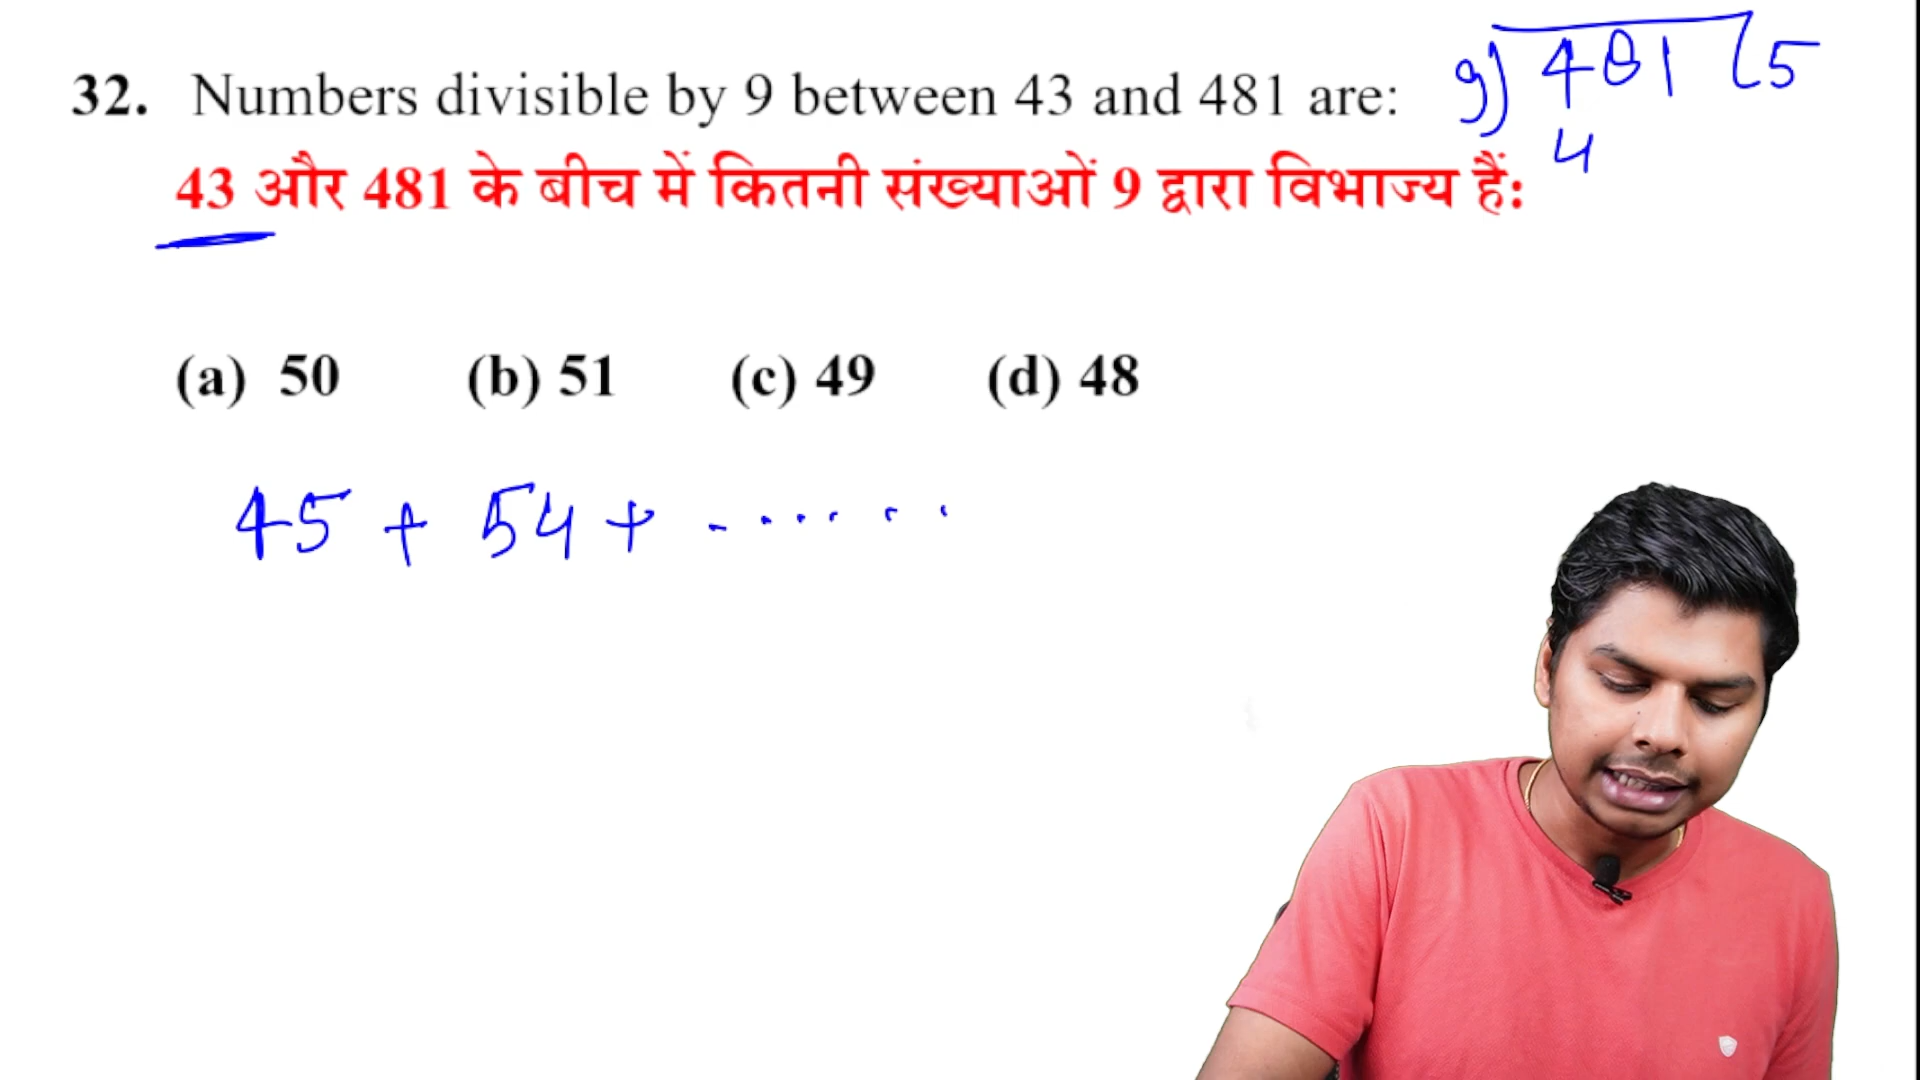 32. Numbers divisible by 9 between 43 and 481 are:
43 और 481 के बीच में कितनी संख्याओं 9 द्वारा विभाज्य हैं:
9) 481 (5
4
(a) 50 (b) 51 (c) 49 (d) 48
45 + 54 + .......